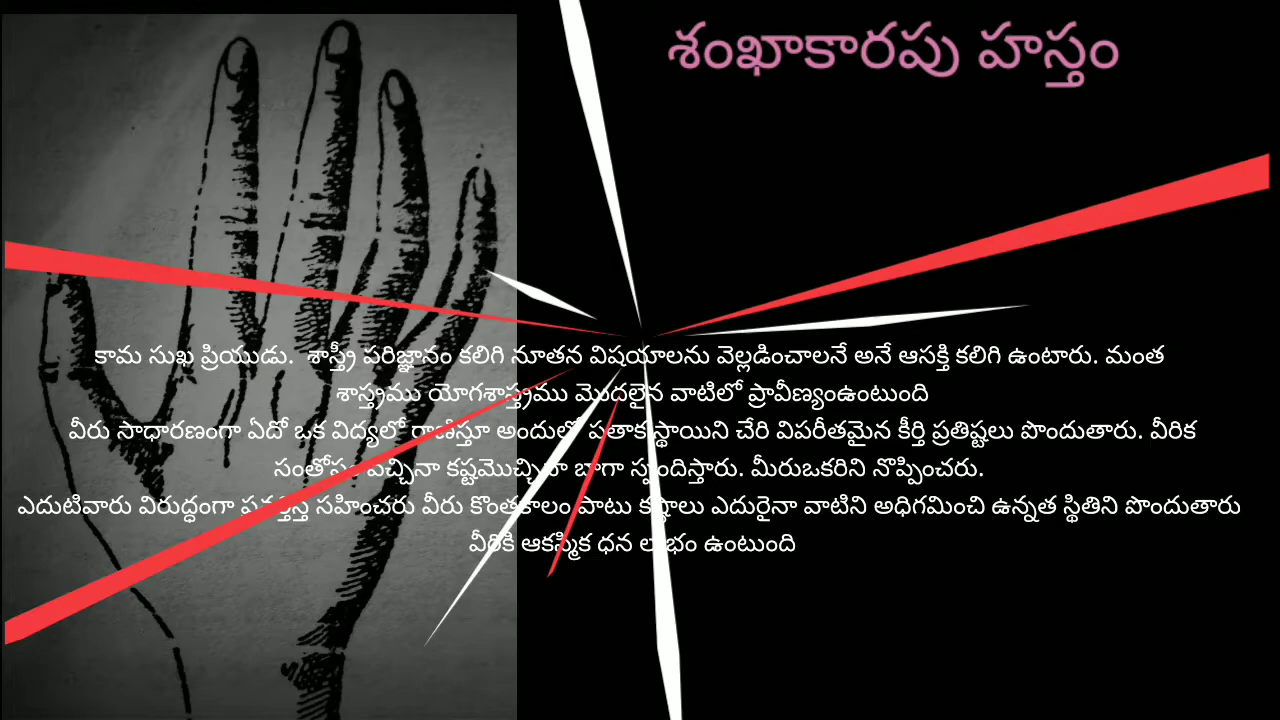 శంఖాకారపు హస్తం
కామ సుఖ ప్రియుడు. శాస్త్రీ పరిజ్ఞానం కలిగి నూతన విషయాలను వెల్లడించాలనే అనే ఆసక్తి కలిగి ఉంటారు. మంత
శాస్త్రము యోగశాస్త్రము మొదలైన వాటిలో ప్రావీణ్యంఉంటుంది
వీరు సాధారణంగా ఏదో ఒక విద్యలో రాణిస్తూ అందులో పతాకస్థాయిని చేరి విపరీతమైన కీర్తి ప్రతిష్టలు పొందుతారు. వీరిక
సంతోషం వచ్చినా కష్టమొచ్చినా బాగా స్పందిస్తారు. మీరుఒకరిని నొప్పించరు.
ఎదుటివారు విరుద్ధంగా సహించరు వీరు కొంతకాలం పాటు కష్టాలు ఎదురైనా వాటిని అధిగమించి ఉన్నత స్థితిని పొందుతారు
వీరికి ఆకస్మిక ధన లాభం ఉంటుంది